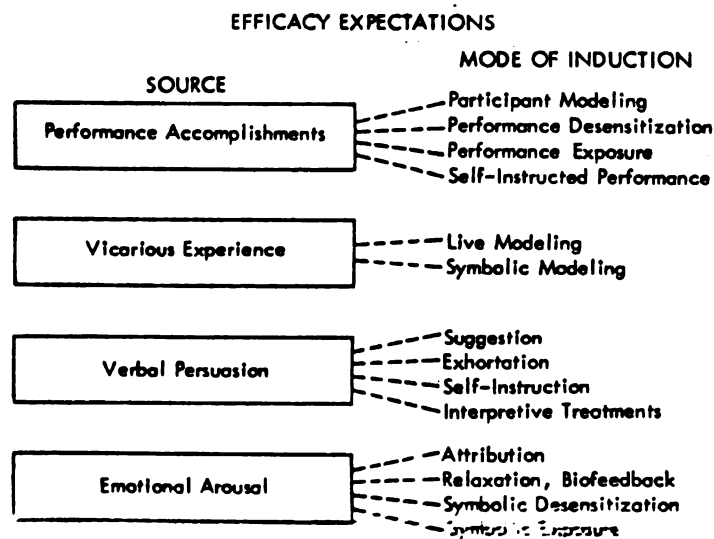 EFFICACY EXPECTATIONS
MODE OF INDUCTION
SOURCE
Performance Accomplishments
Participant Modeling
Performance Desensitization
Performance Exposure
Self-Instructed Performance
Vicarious Experience
Live Modeling
Symbolic Modeling
Verbal Persuasion
Suggestion
Exhortation
Self-Instruction
Interpretive Treatments
Emotional Arousal
Attribution
Relaxation, Biofeedback
Symbolic Desensitization
Symbolic Exposure